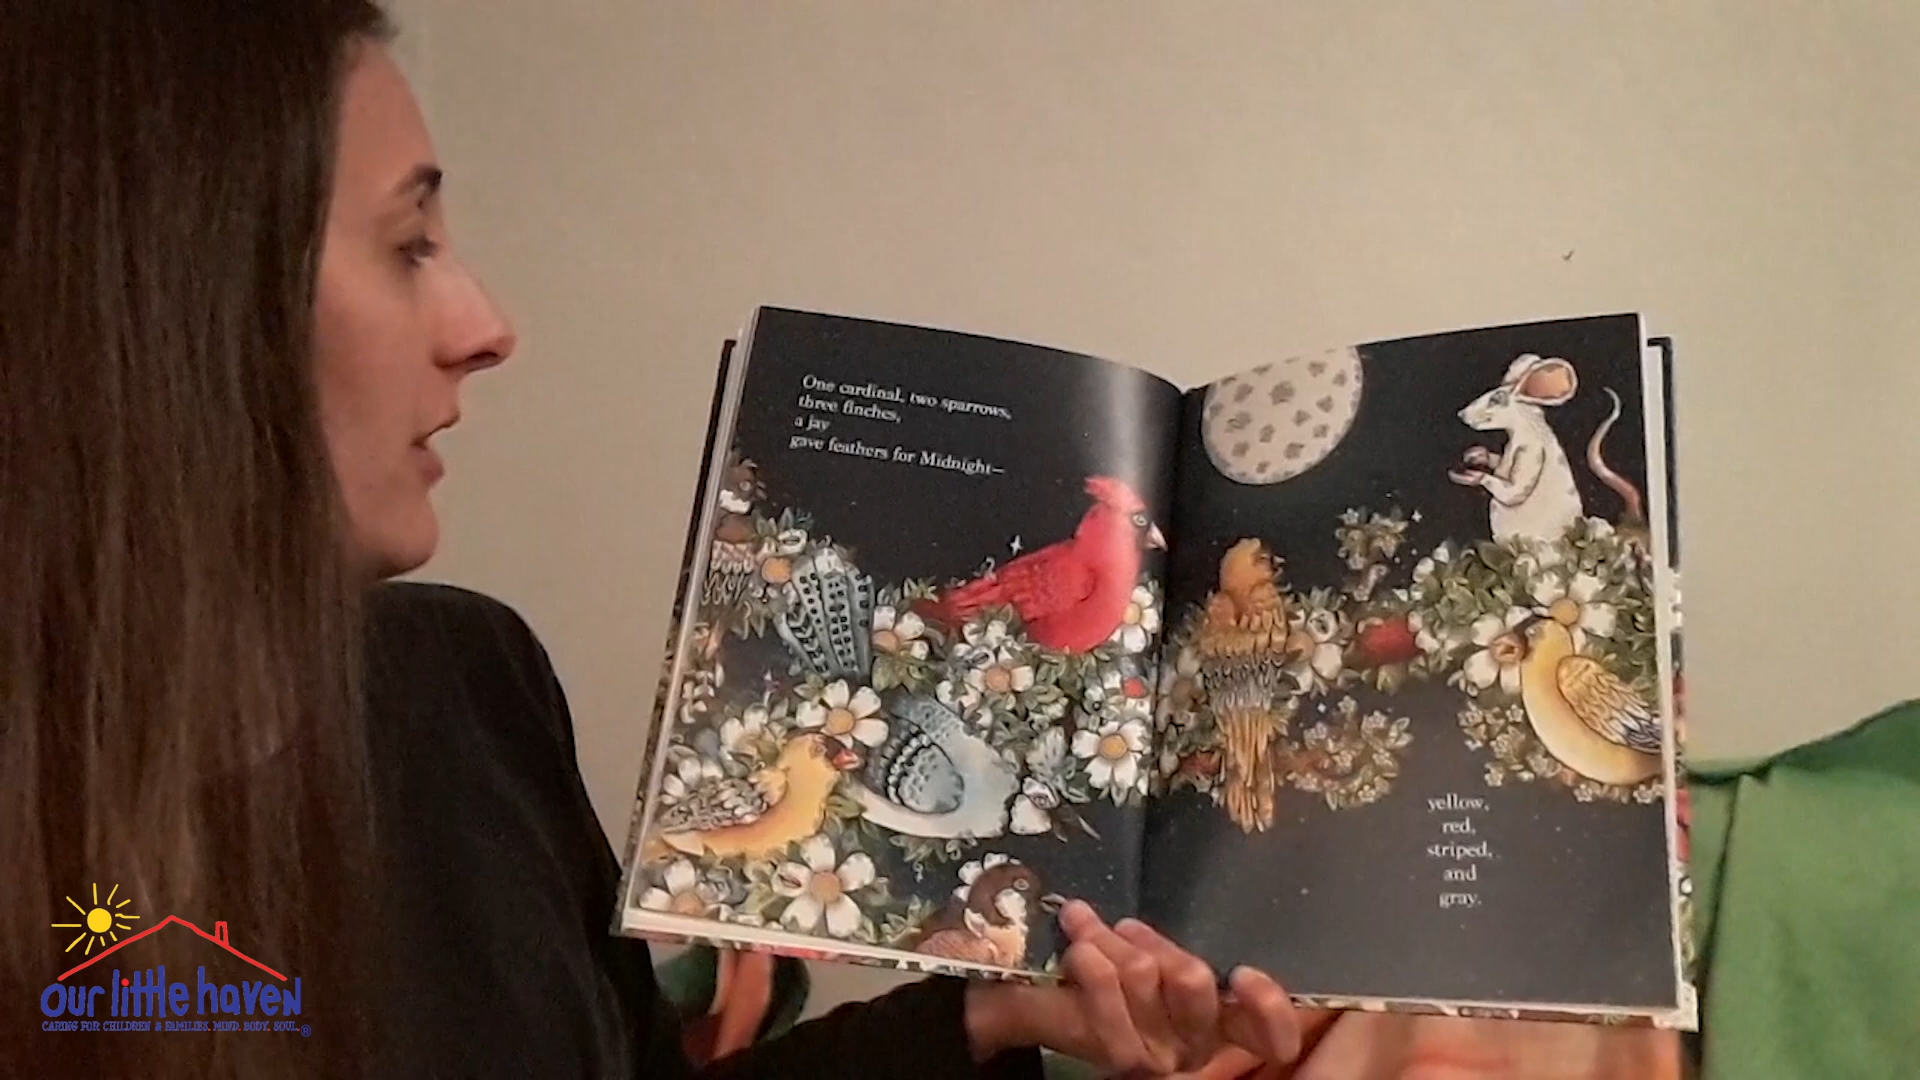 One cardinal, two sparrows,
three finches,
a jay
gave feathers for Midnight—
yellow,
red,
striped,
and
gray.
our little haven
CARING FOR CHILDREN & FAMILIES. MIND. BODY. SOUL.®